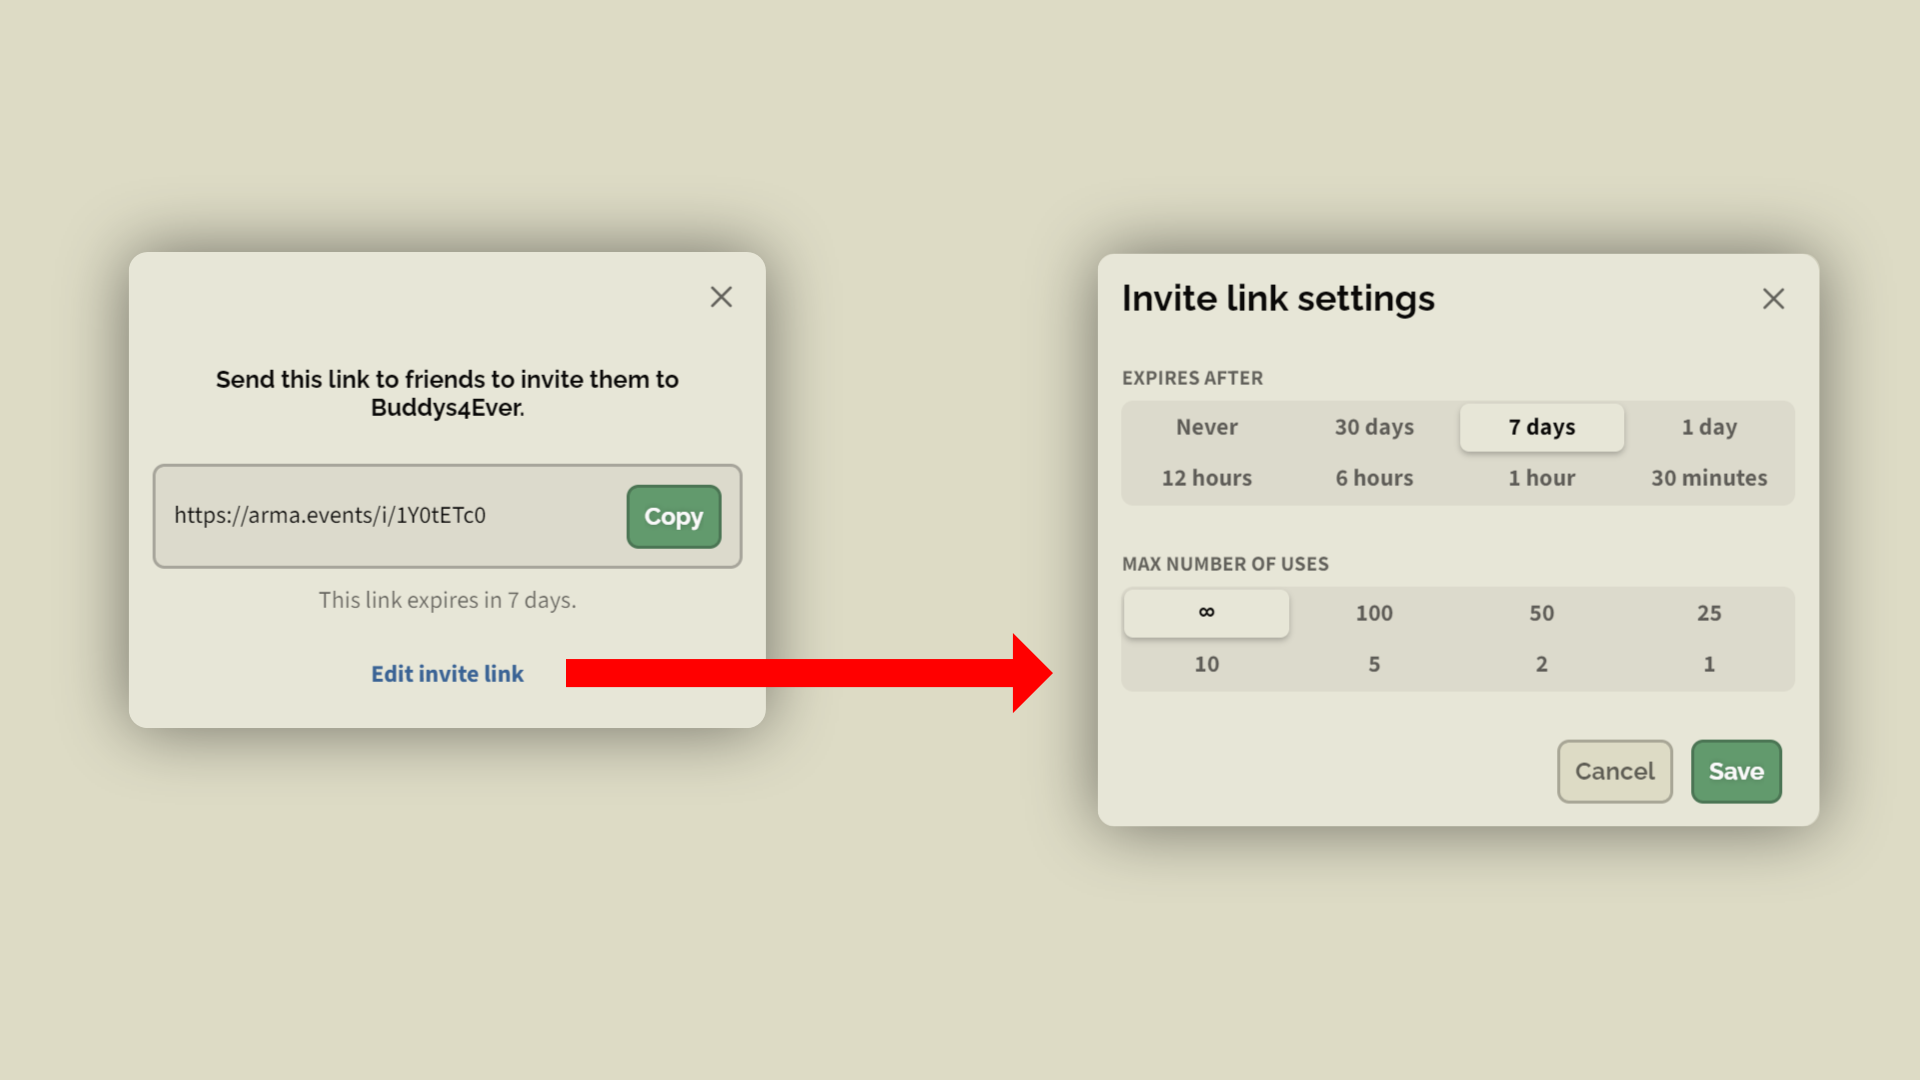 Send this link to friends to invite them to
Buddys4Ever.
https://arma.events/i/1Y0tETc0
Copy
This link expires in 7 days.
Edit invite link
Invite link settings
EXPIRES AFTER
Never 30 days 7 days 1 day
12 hours 6 hours 1 hour 30 minutes
MAX NUMBER OF USES
∞ 100 50 25
10 5 2 1
Cancel Save